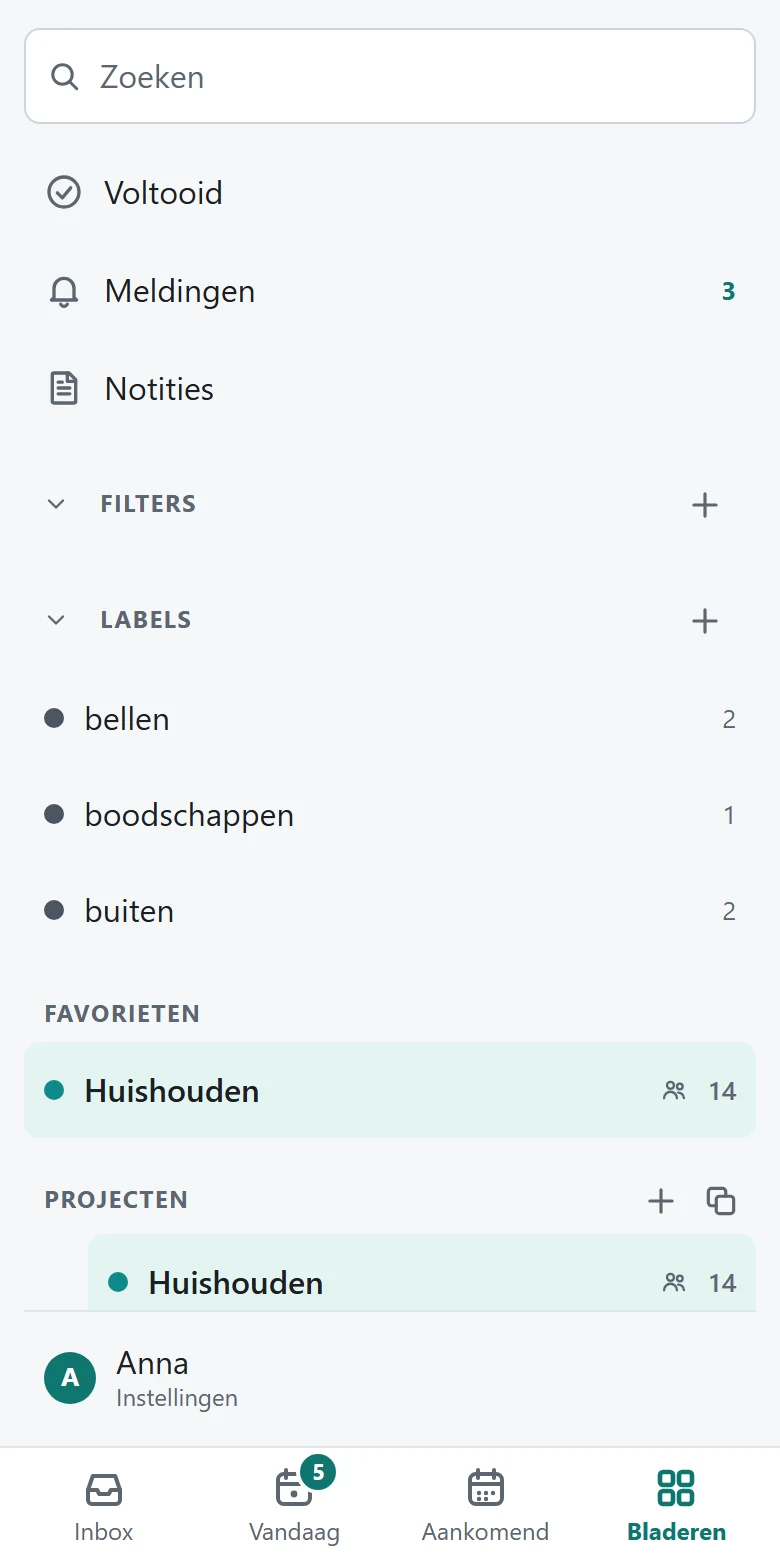 Zoeken
Voltooid
Meldingen 3
Notities
FILTERS
LABELS
bellen 2
boodschappen 1
buiten 2
FAVORIETEN
Huishouden 14
PROJECTEN
Huishouden 14
A
Anna
Instellingen
5
Inbox Vandaag Aankomend Bladeren